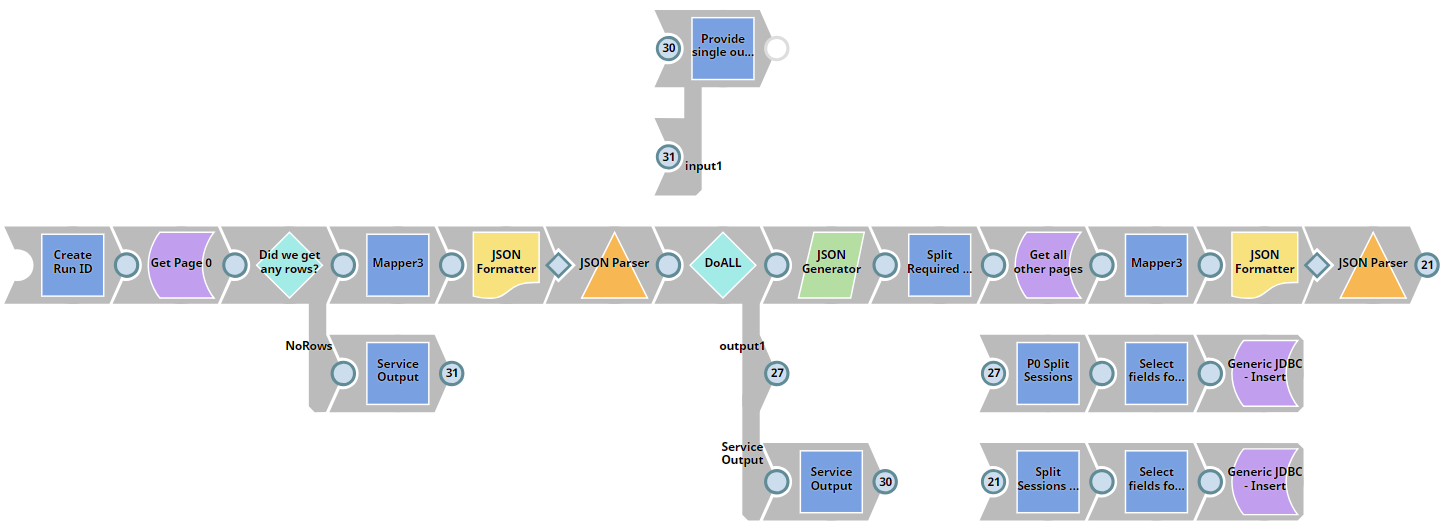 30
Provide
single ou...
31
input1
Create
Run ID
Get Page 0
Did we get
any rows?
Mapper3
JSON
Formatter
JSON Parser
DoALL
JSON
Generator
Split
Required ...
Get all
other pages
Mapper3
JSON
Formatter
JSON Parser
21
NoRows
Service
Output
31
output1
27
27
P0 Split
Sessions
Select
fields fo...
Generic JDBC
- Insert
Service
Output
Service
Output
30
21
Split
Sessions ...
Select
fields fo...
Generic JDBC
- Insert